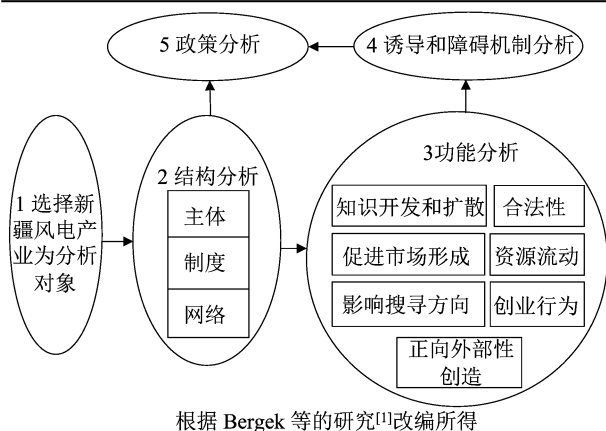 5 政策分析
4 诱导和障碍机制分析
1 选择新
疆风电产
业为分析
对象
2 结构分析
主体
制度
网络
3功能分析
知识开发和扩散
合法性
促进市场形成
资源流动
影响搜寻方向
创业行为
正向外部性
创造
根据 Bergek 等的研究[1]改编所得